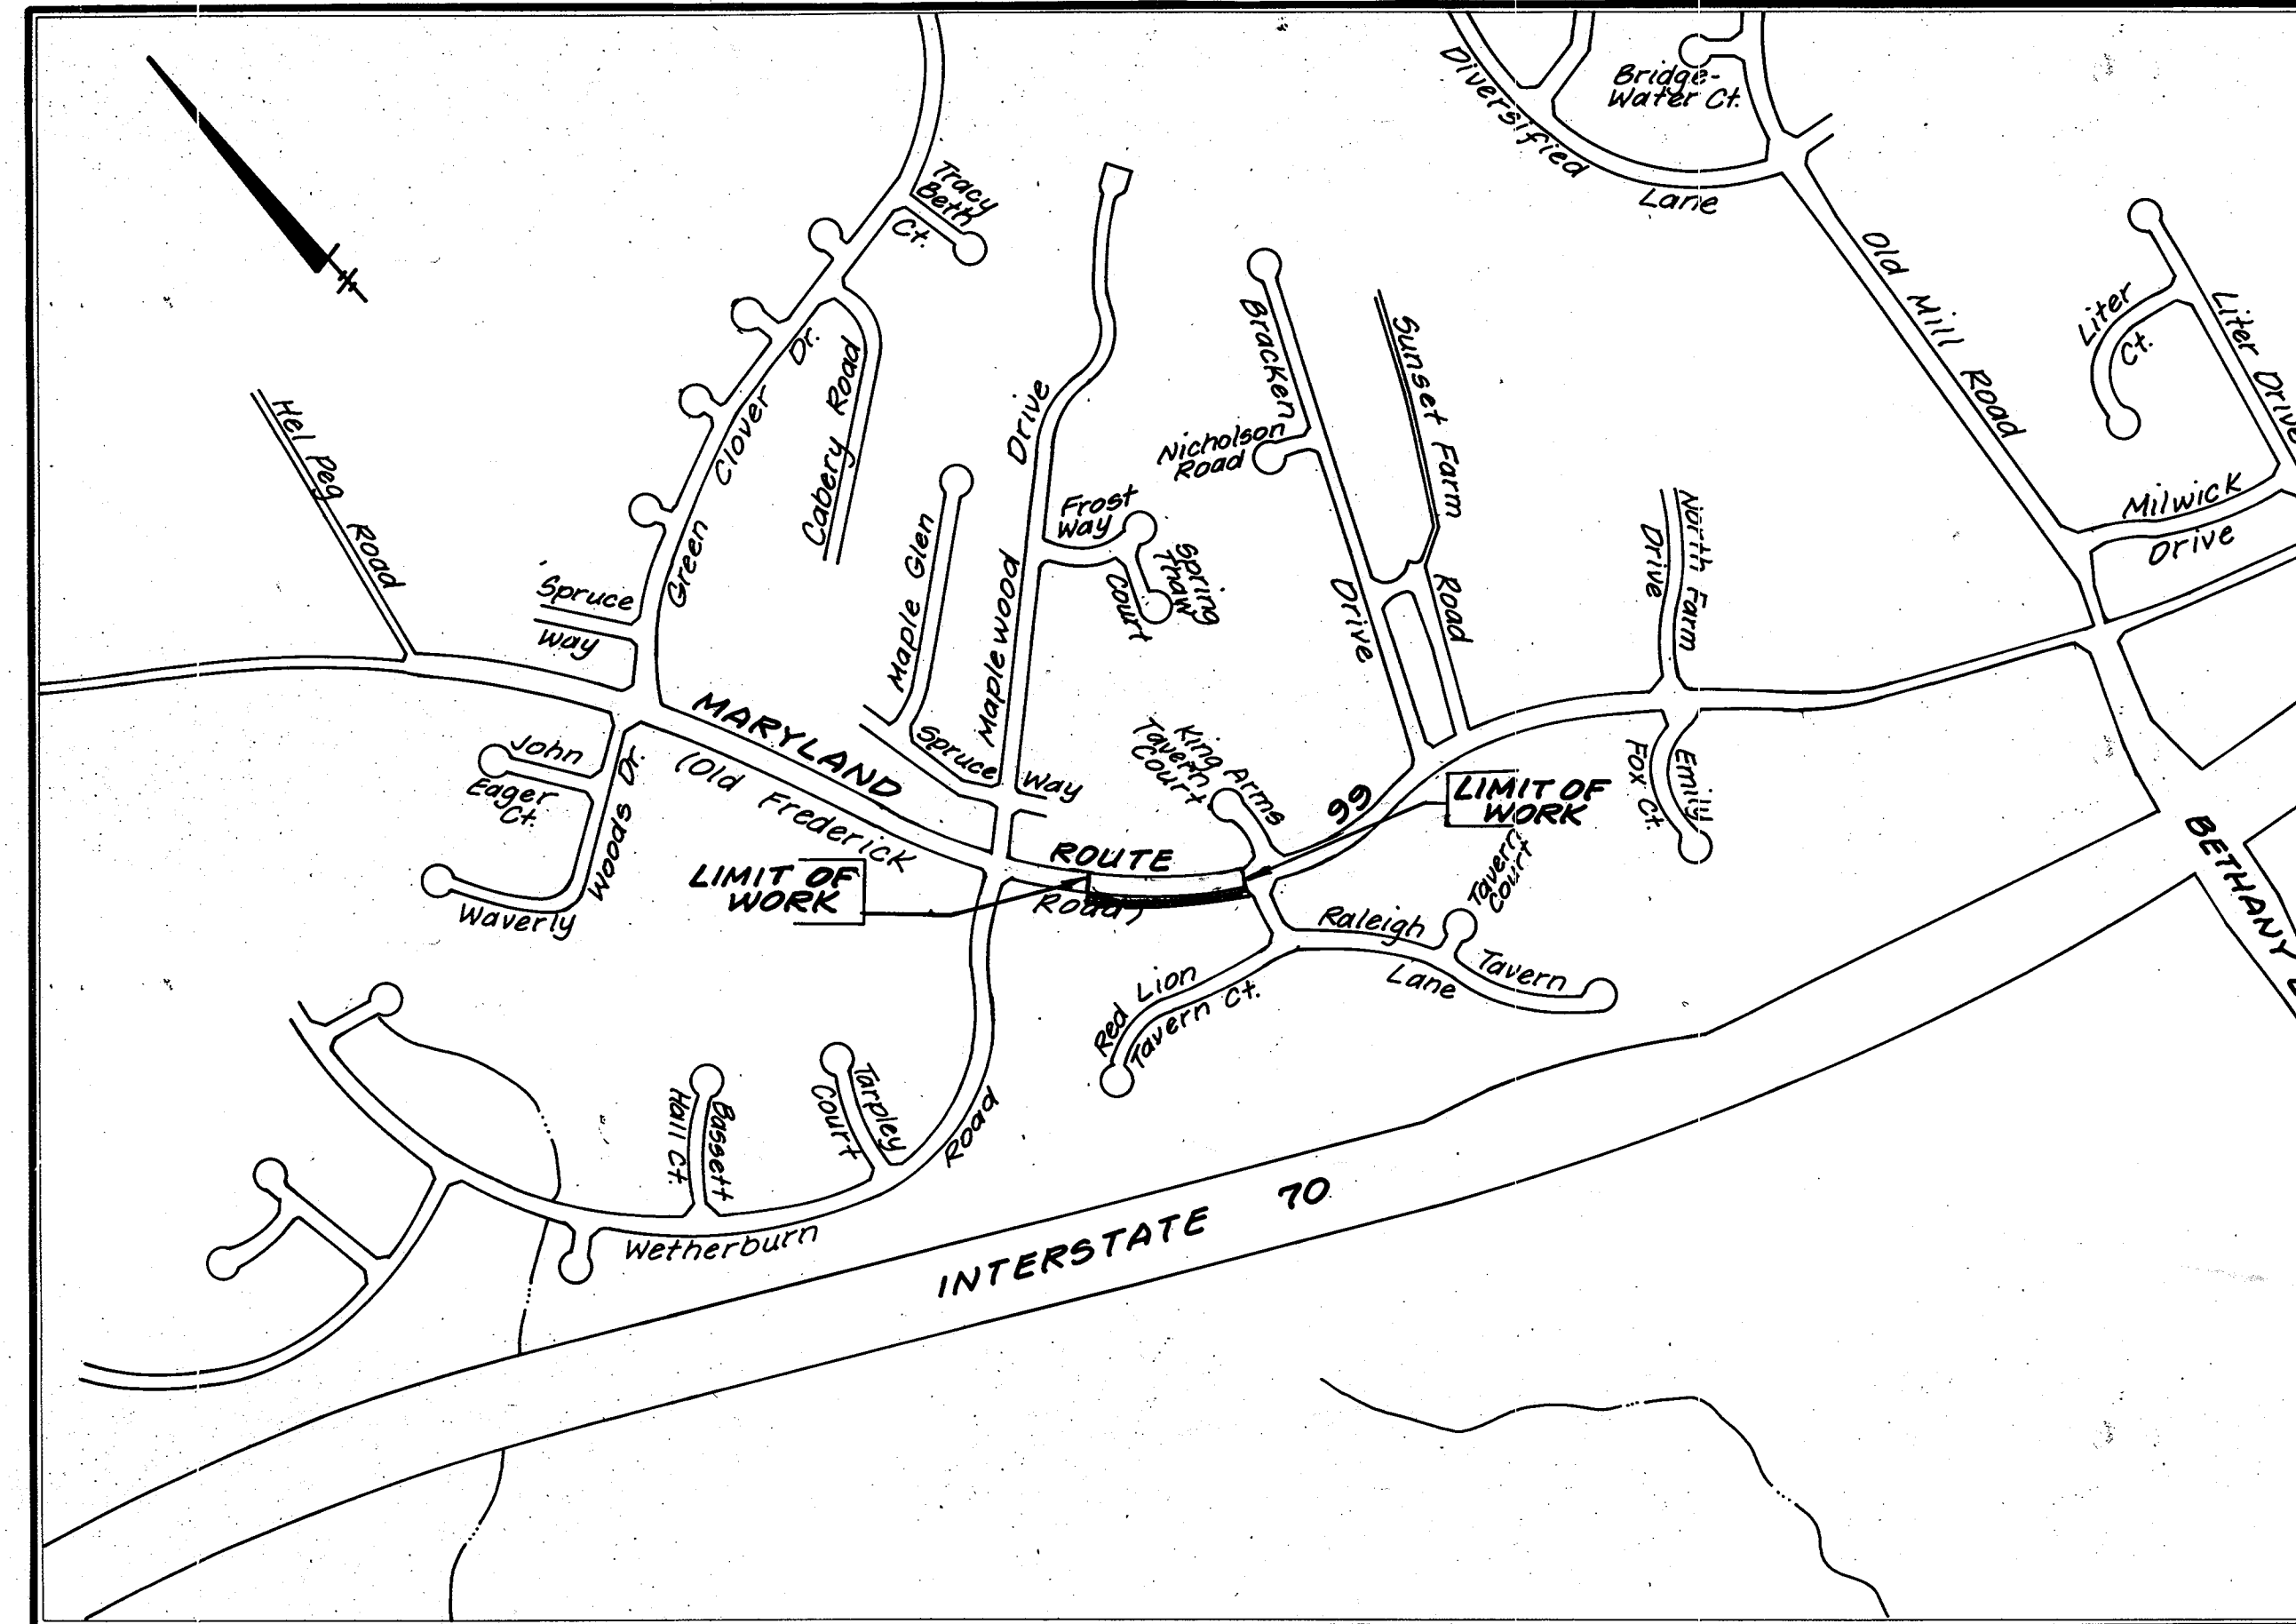 Diversified
Lane
Bridge-
Water Ct.
Tracy
Beth
Ct.
Old Mill Road
Liter
Ct.
Liter Drive
Milwick
Drive
Hel Peg Road
Green Clover Dr.
Cabery Road
Spruce
Way
Maple Glen
Maplewood Drive
Frost
Way
Spring
Thaw
Court
Bracken
Drive
Nicholson
Road
Sunset Farm
Road
North Farm
Drive
MARYLAND
ROUTE
99
(Old Frederick
Road)
Spruce
Way
John
Eager
Ct.
Waverly
Woods Dr.
King Arms
Tavern
Court
LIMIT OF
WORK
LIMIT OF
WORK
Emily
Fox Ct.
BETHANY
Tavern
Court
Raleigh
Tavern
Lane
Red Lion
Tavern Ct.
Tarpley
Court
Bassett
Hall Ct.
Wetherburn
Road
INTERSTATE 70